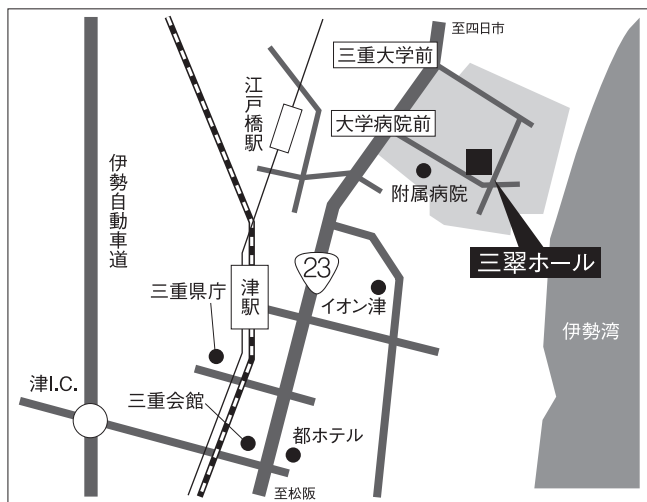 至四日市
三重大学前
江戸橋駅
大学病院前
伊勢自動車道
附属病院
三翠ホール
23
津駅
三重県庁
イオン津
伊勢湾
津I.C.
三重会館
都ホテル
至松阪